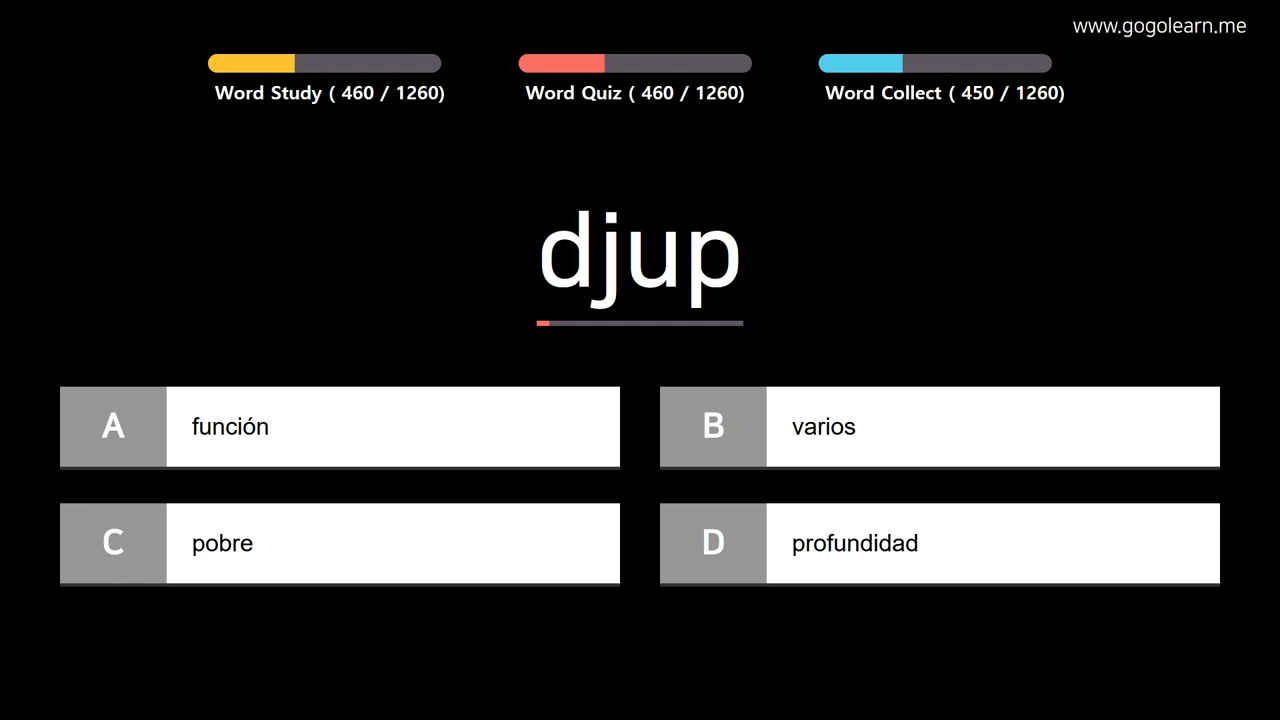 www.gogolearn.me
Word Study ( 460 / 1260)
Word Quiz ( 460 / 1260)
Word Collect ( 450 / 1260)
djup
A función
B varios
C pobre
D profundidad